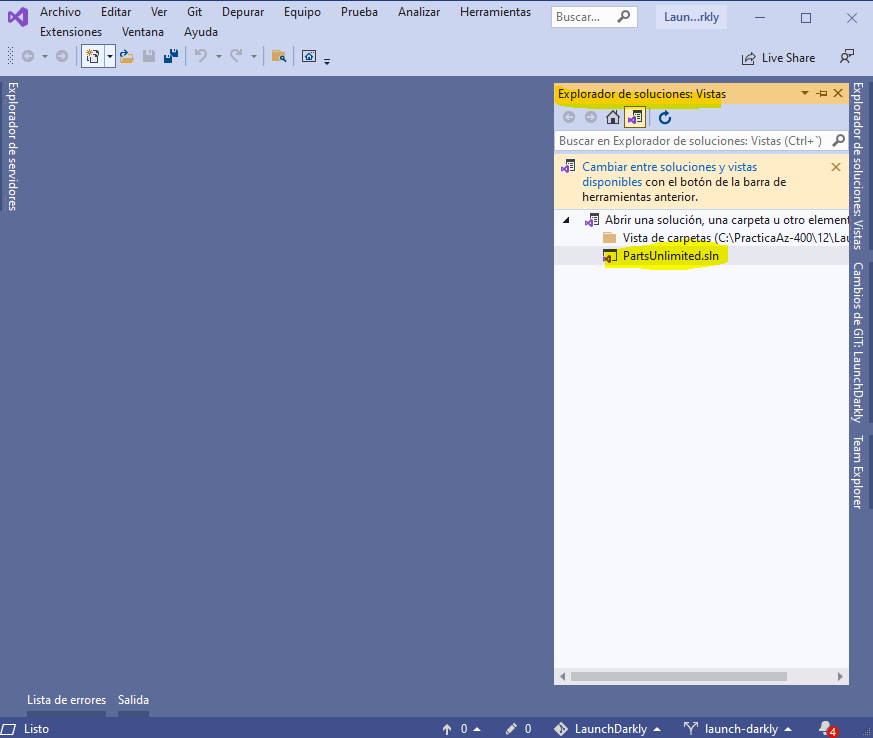 Archivo Editar Ver Git Depurar Equipo Prueba Analizar Herramientas
Buscar...
Laun...rkly
Extensiones Ventana Ayuda
Live Share
Explorador de servidores
Explorador de soluciones: Vistas
Buscar en Explorador de soluciones: Vistas (Ctrl+`)
Cambiar entre soluciones y vistas
disponibles con el botón de la barra de
herramientas anterior.
Abrir una solución, una carpeta u otro element
Vista de carpetas (C:\PracticaAz-400\12\Lau
PartsUnlimited.sln
Explorador de soluciones: Vistas
Cambios de GIT: LaunchDarkly
Team Explorer
Lista de errores Salida
Listo
0
0
LaunchDarkly
launch-darkly
4